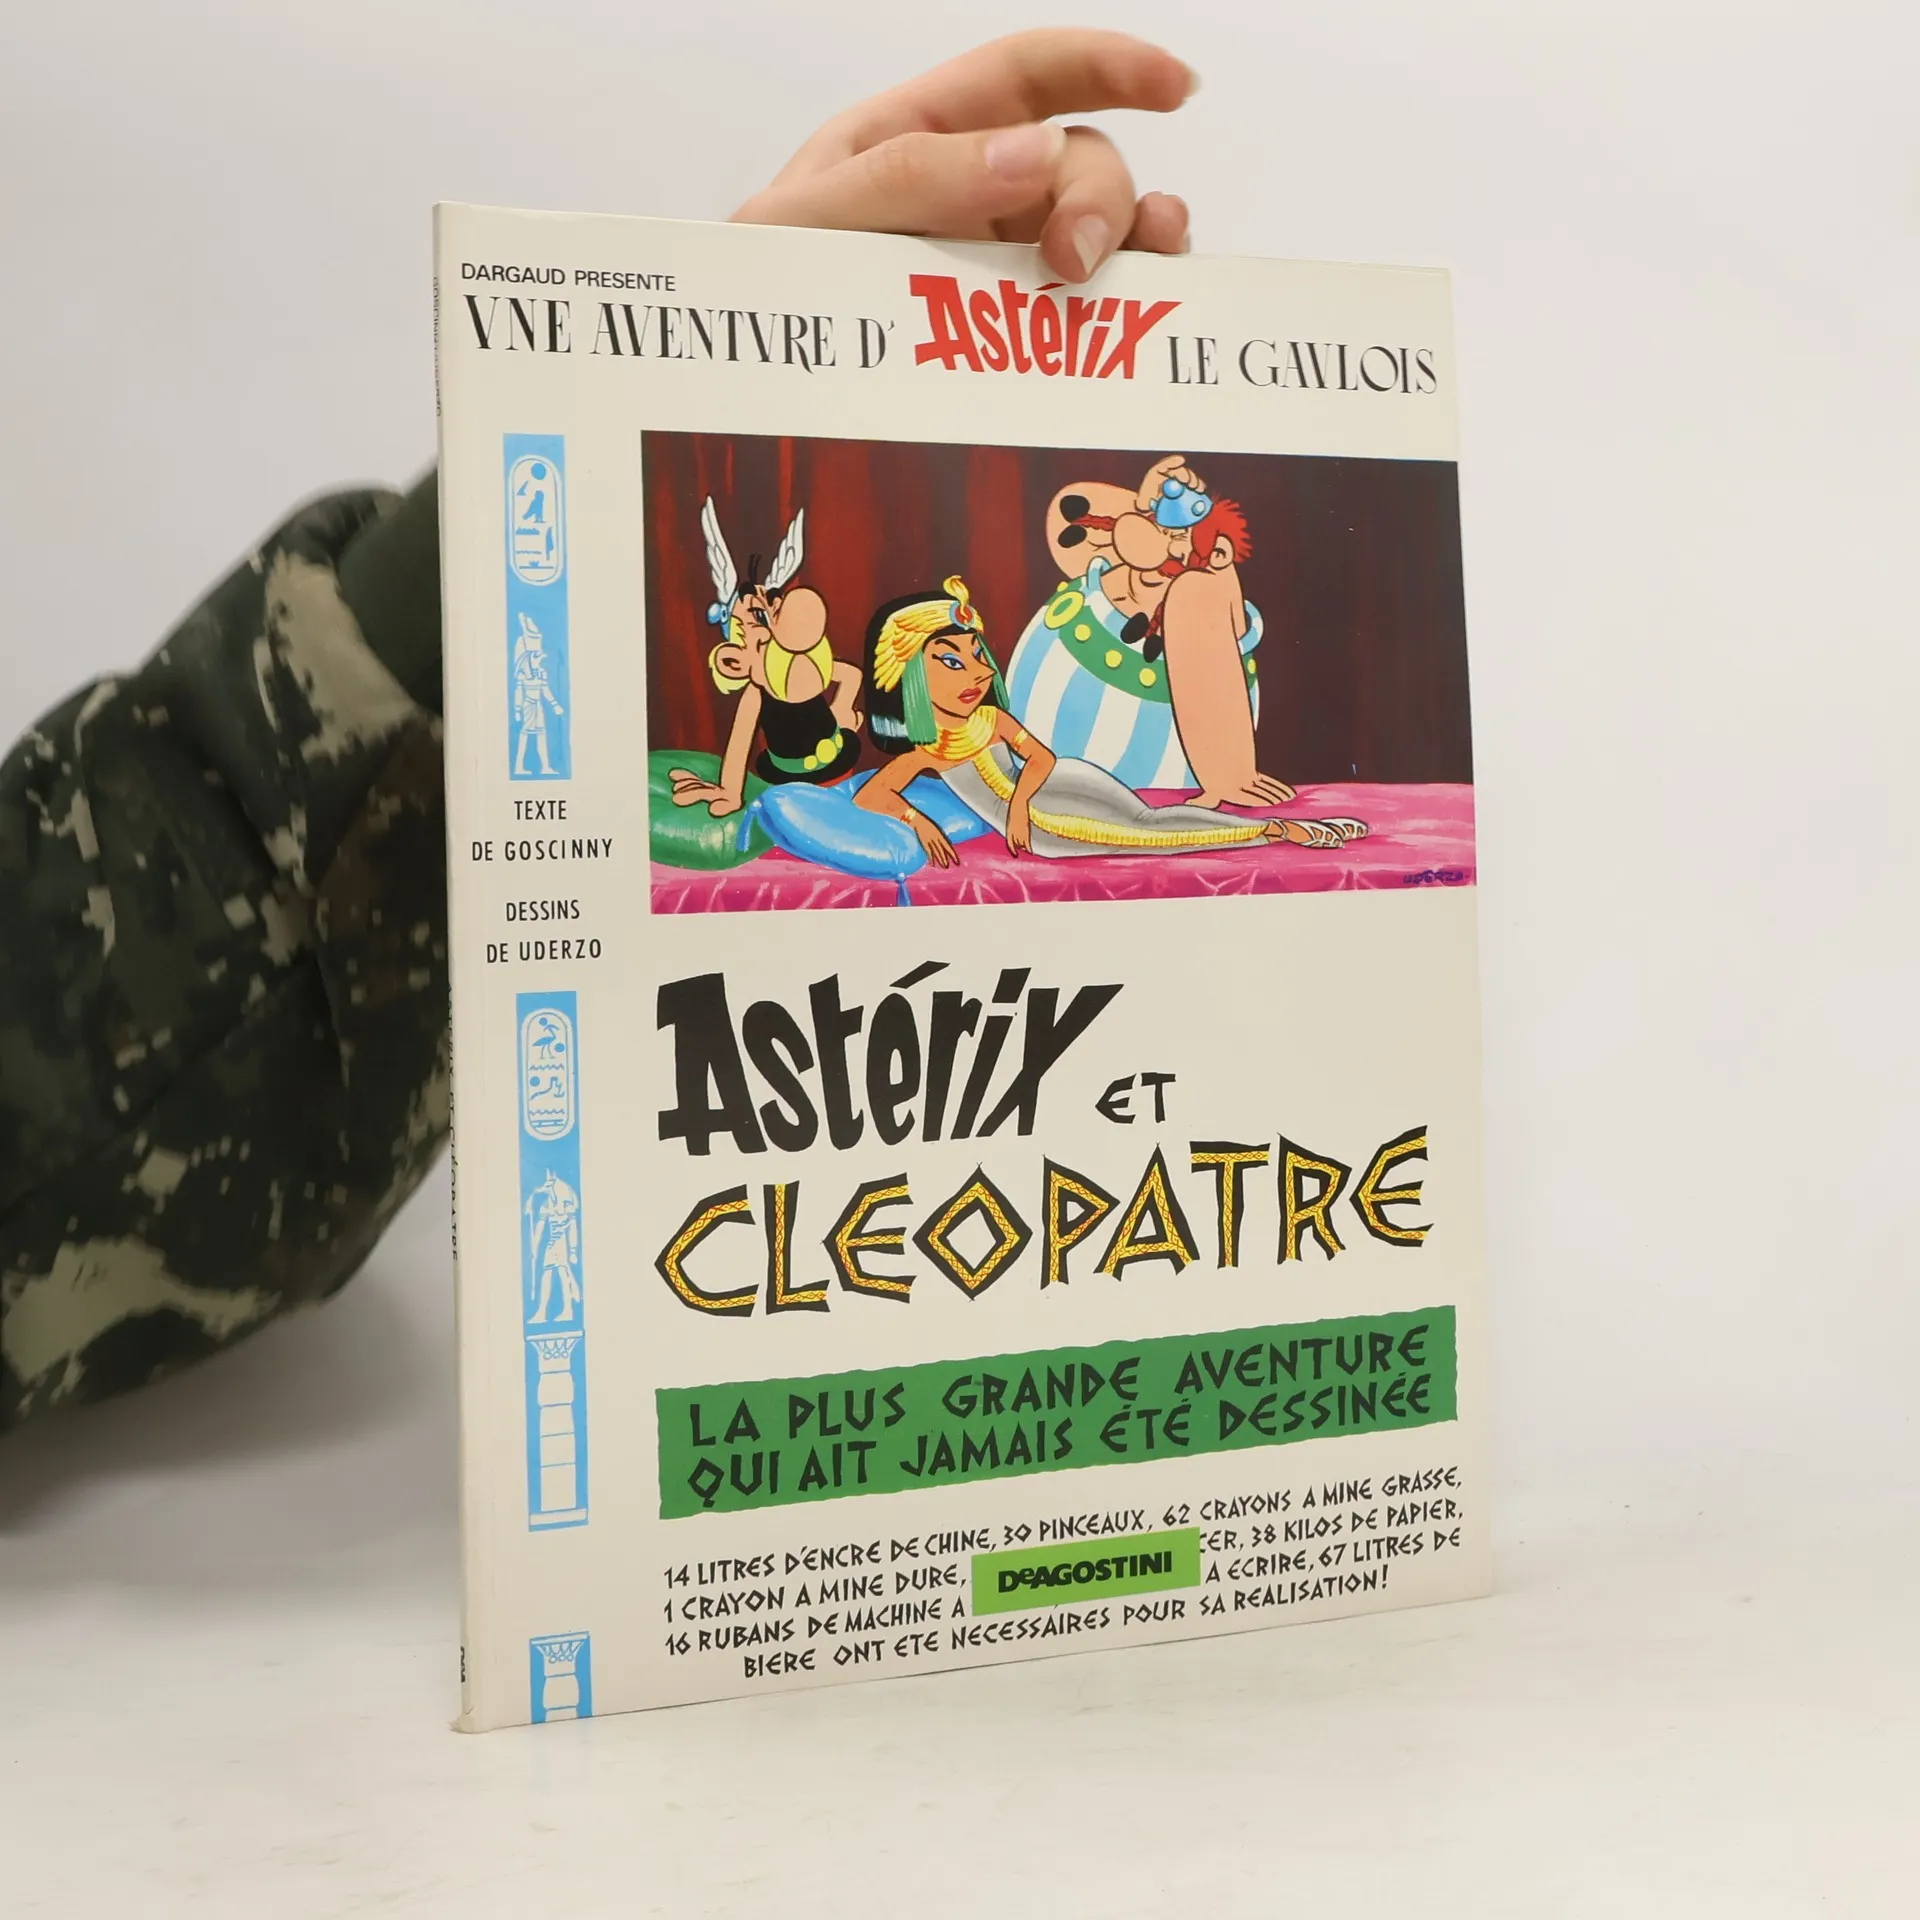 DARGAUD PRESENTE
VNE AVENTVRE D'Astérix LE GAVLOIS
TEXTE
DE GOSCINNY
DESSINS
DE UDERZO
UDERZO
Astérix ET
CLEOPATRE
LA PLUS GRANDE AVENTURE
QUI AIT JAMAIS ÉTÉ DESSINÉE
14 LITRES D'ENCRE DE CHINE, 30 PINCEAUX, 62 CRAYONS A MINE GRASSE,
1 CRAYON A MINE DURE, CER, 38 KILOS DE PAPIER,
16 RUBANS DE MACHINE A A ECRIRE, 67 LITRES DE
BIERE ONT ETE NECESSAIRES POUR SA REALISATION!
DeAGOSTINI
ASTERIX ET CLEOPATRE